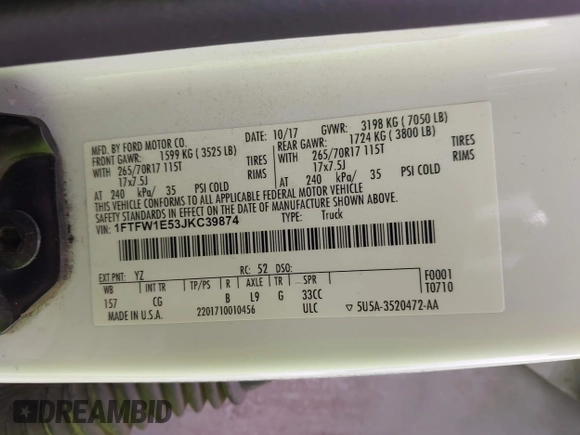 MFD. BY FORD MOTOR CO.
DATE: 10/17 GVWR: 3198 KG ( 7050 LB)
FRONT GAWR: 1599 KG ( 3525 LB) REAR GAWR: 1724 KG ( 3800 LB)
WITH 265/70R17 115T TIRES WITH 265/70R17 115T TIRES
17x7.5J RIMS 17x7.5J RIMS
AT 240 kPa/ 35 PSI COLD AT 240 kPa/ 35 PSI COLD
THIS VEHICLE CONFORMS TO ALL APPLICABLE FEDERAL MOTOR VEHICLE
SAFETY STANDARDS IN EFFECT ON THE DATE OF MANUFACTURE SHOWN ABOVE.
VIN: 1FTFW1E53JKC39874 TYPE: Truck
EXT PNT: YZ RC: 52 DSO: F0001
WB INT TR TP/PS R AXLE TR SPR T0710
157 CG B L9 G 33CC
MADE IN U.S.A. 2201710010456 ULC ▽ 5U5A-3520472-AA
DREAMBID